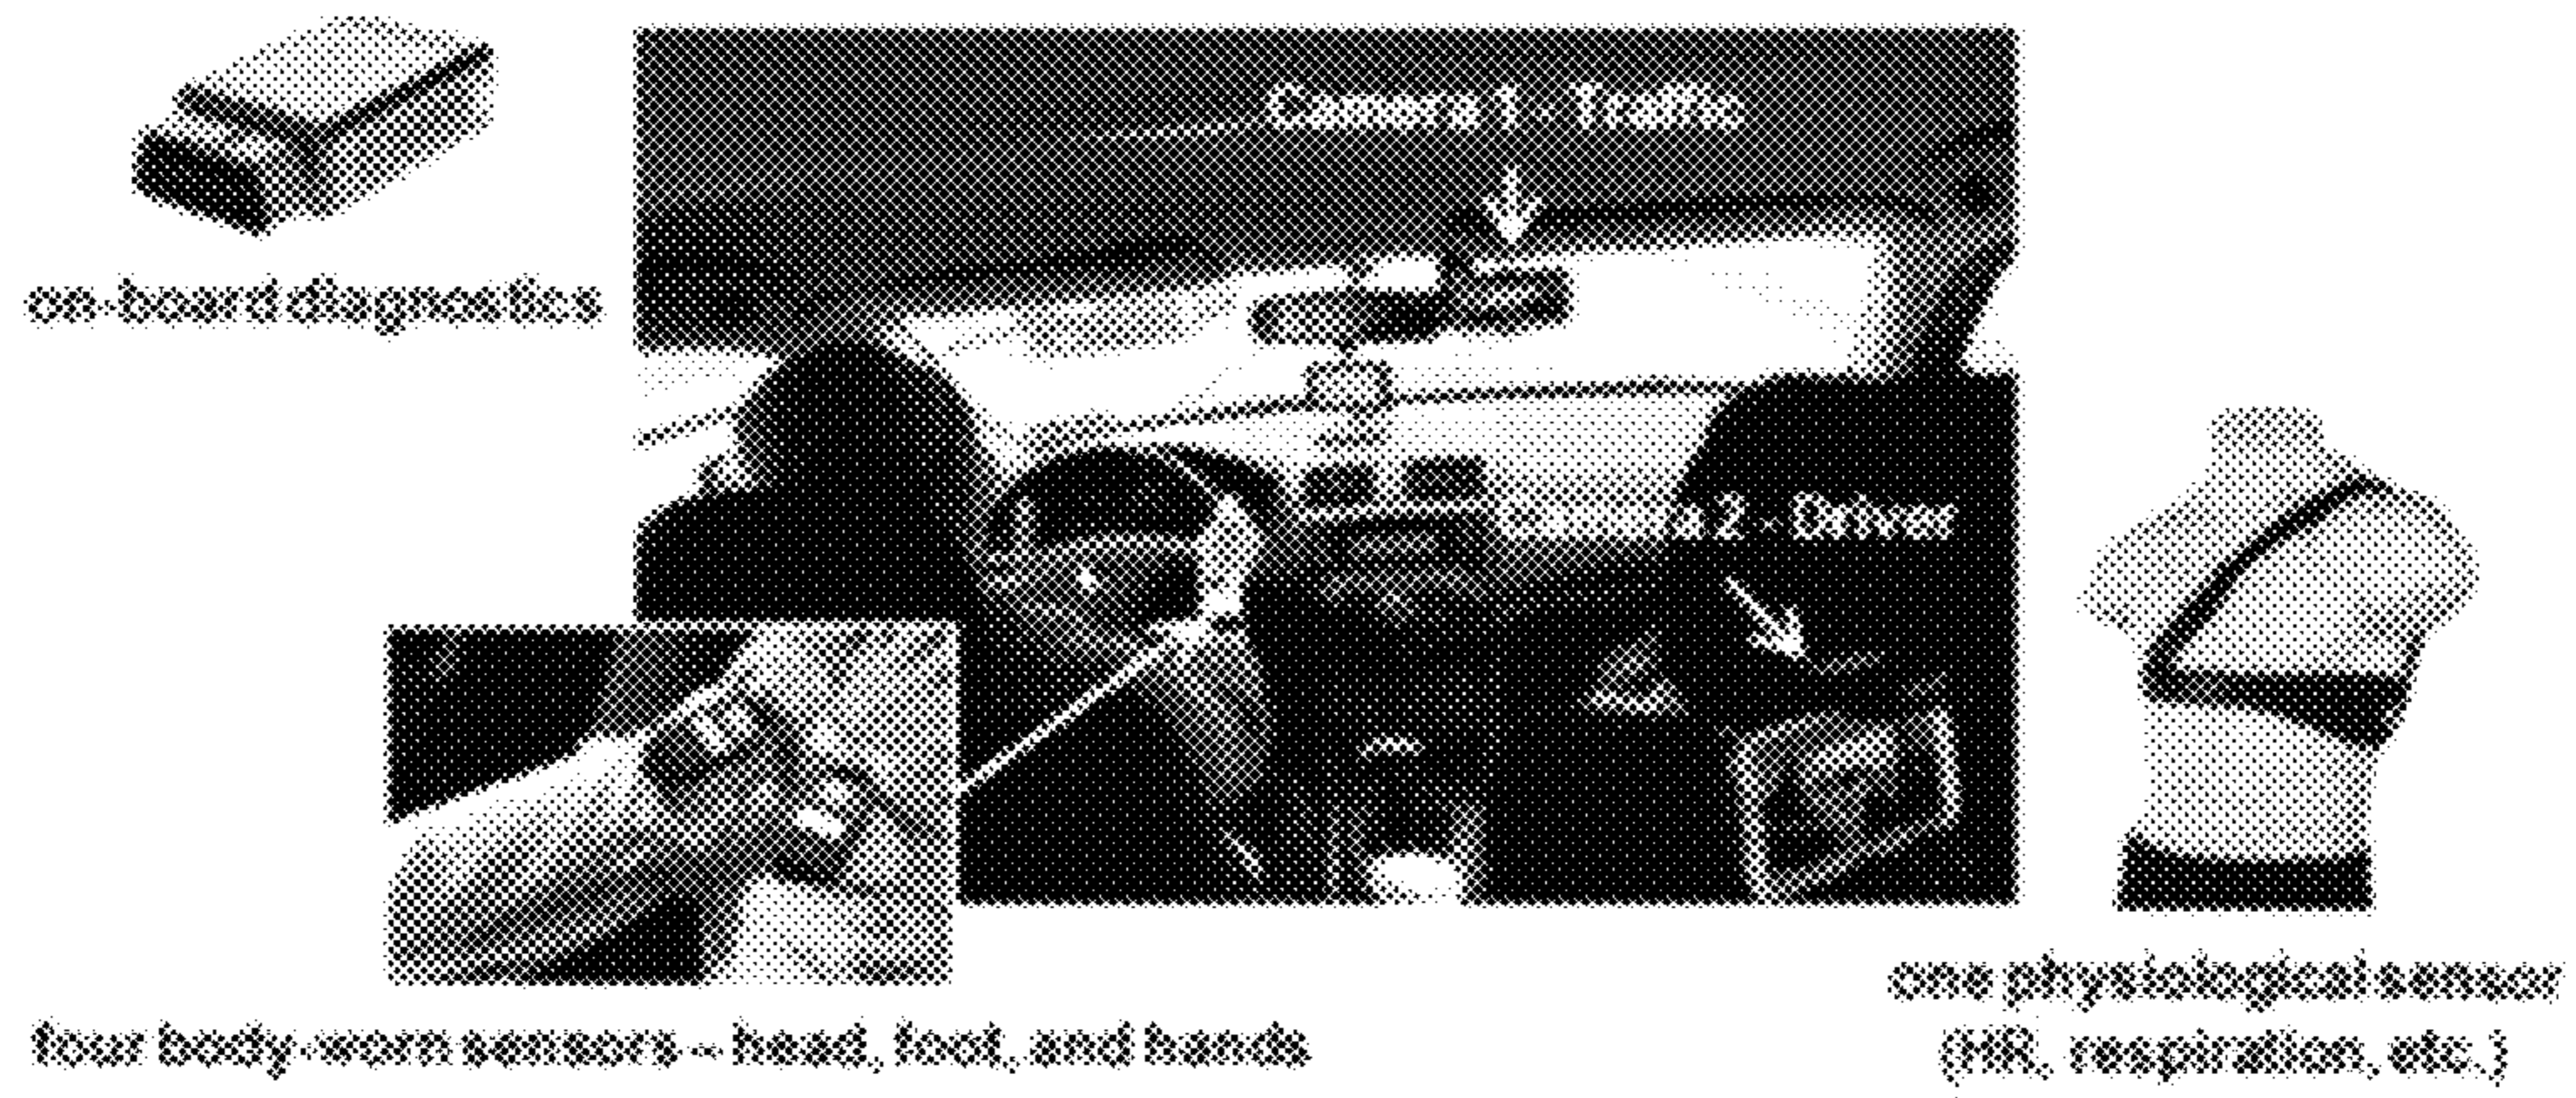 Camera 1 - Traffic
on-board diagnostics
Camera 2 - Driver
one physiological sensor
(HR, respiration, etc.)
four body-worn sensors – head, foot, and hands